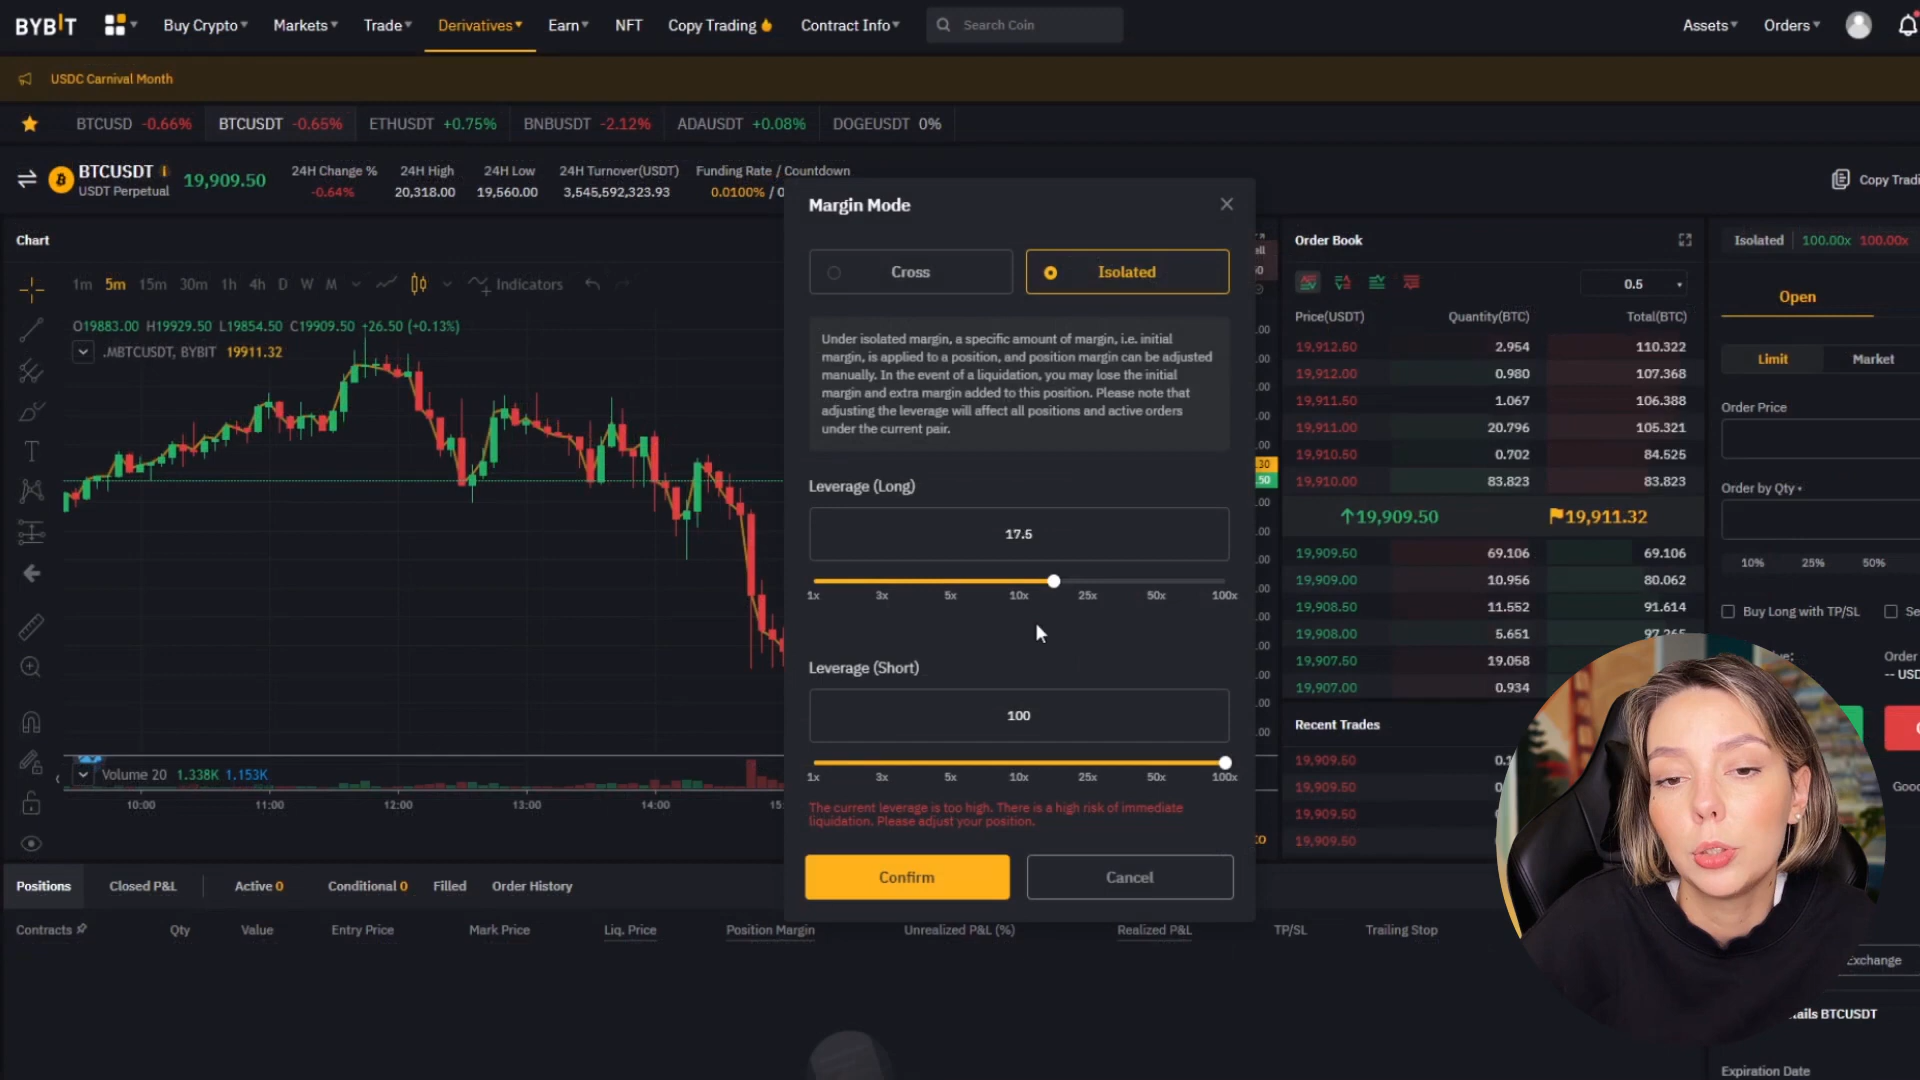 BYBIT
Buy Crypto
Markets
Trade
Derivatives
Earn
NFT
Copy Trading
Contract Info
Search Coin
Assets
Orders
USDC Carnival Month
BTCUSD -0.66%
BTCUSDT -0.65%
ETHUSDT +0.75%
BNBUSDT -2.12%
ADAUSDT +0.08%
DOGEUSDT 0%
BTCUSDT
USDT Perpetual
19,909.50
24H Change %
-0.64%
24H High
20,318.00
24H Low
19,560.00
24H Turnover(USDT)
3,545,592,323.93
Funding Rate / Countdown
0.0100% / 0
Copy Tradi
Chart
1m 5m 15m 30m 1h 4h D W M
Indicators
O19883.00 H19929.50 L19854.50 C19909.50 +26.50 (+0.13%)
.MBTCUSDT, BYBIT 19911.32
Volume 20 1.338K 1.153K
10:00 11:00 12:00 13:00 14:00 15:
Margin Mode
Cross
Isolated
Under isolated margin, a specific amount of margin, i.e. initial
margin, is applied to a position, and position margin can be adjusted
manually. In the event of a liquidation, you may lose the initial
margin and extra margin added to this position. Please note that
adjusting the leverage will affect all positions and active orders
under the current pair.
Leverage (Long)
17.5
1x 3x 5x 10x 25x 50x 100x
Leverage (Short)
100
1x 3x 5x 10x 25x 50x 100x
The current leverage is too high. There is a high risk of immediate
liquidation. Please adjust your position.
Confirm
Cancel
Order Book
0.5
Price(USDT) Quantity(BTC) Total(BTC)
19,912.50 2.954 110.322
19,912.00 0.980 107.368
19,911.50 1.067 106.388
19,911.00 20.796 105.321
19,910.50 0.702 84.525
19,910.00 83.823 83.823
19,909.50 19,911.32
19,909.50 69.106 69.106
19,909.00 10.956 80.062
19,908.50 11.552 91.614
19,908.00 5.651 97.265
19,907.50 19.058
19,907.00 0.934
Recent Trades
19,909.50
19,909.50
19,909.50
19,909.50
Isolated 100.00x 100.00x
Open
Limit
Market
Order Price
Order by Qty
10% 25% 50%
Buy Long with TP/SL
Se
Order
-- USD
Good
Exchange
ails BTCUSDT
Expiration Date
Positions
Closed P&L
Active 0
Conditional 0
Filled
Order History
Contracts
Qty
Value
Entry Price
Mark Price
Liq. Price
Position Margin
Unrealized P&L (%)
Realized P&L
TP/SL
Trailing Stop